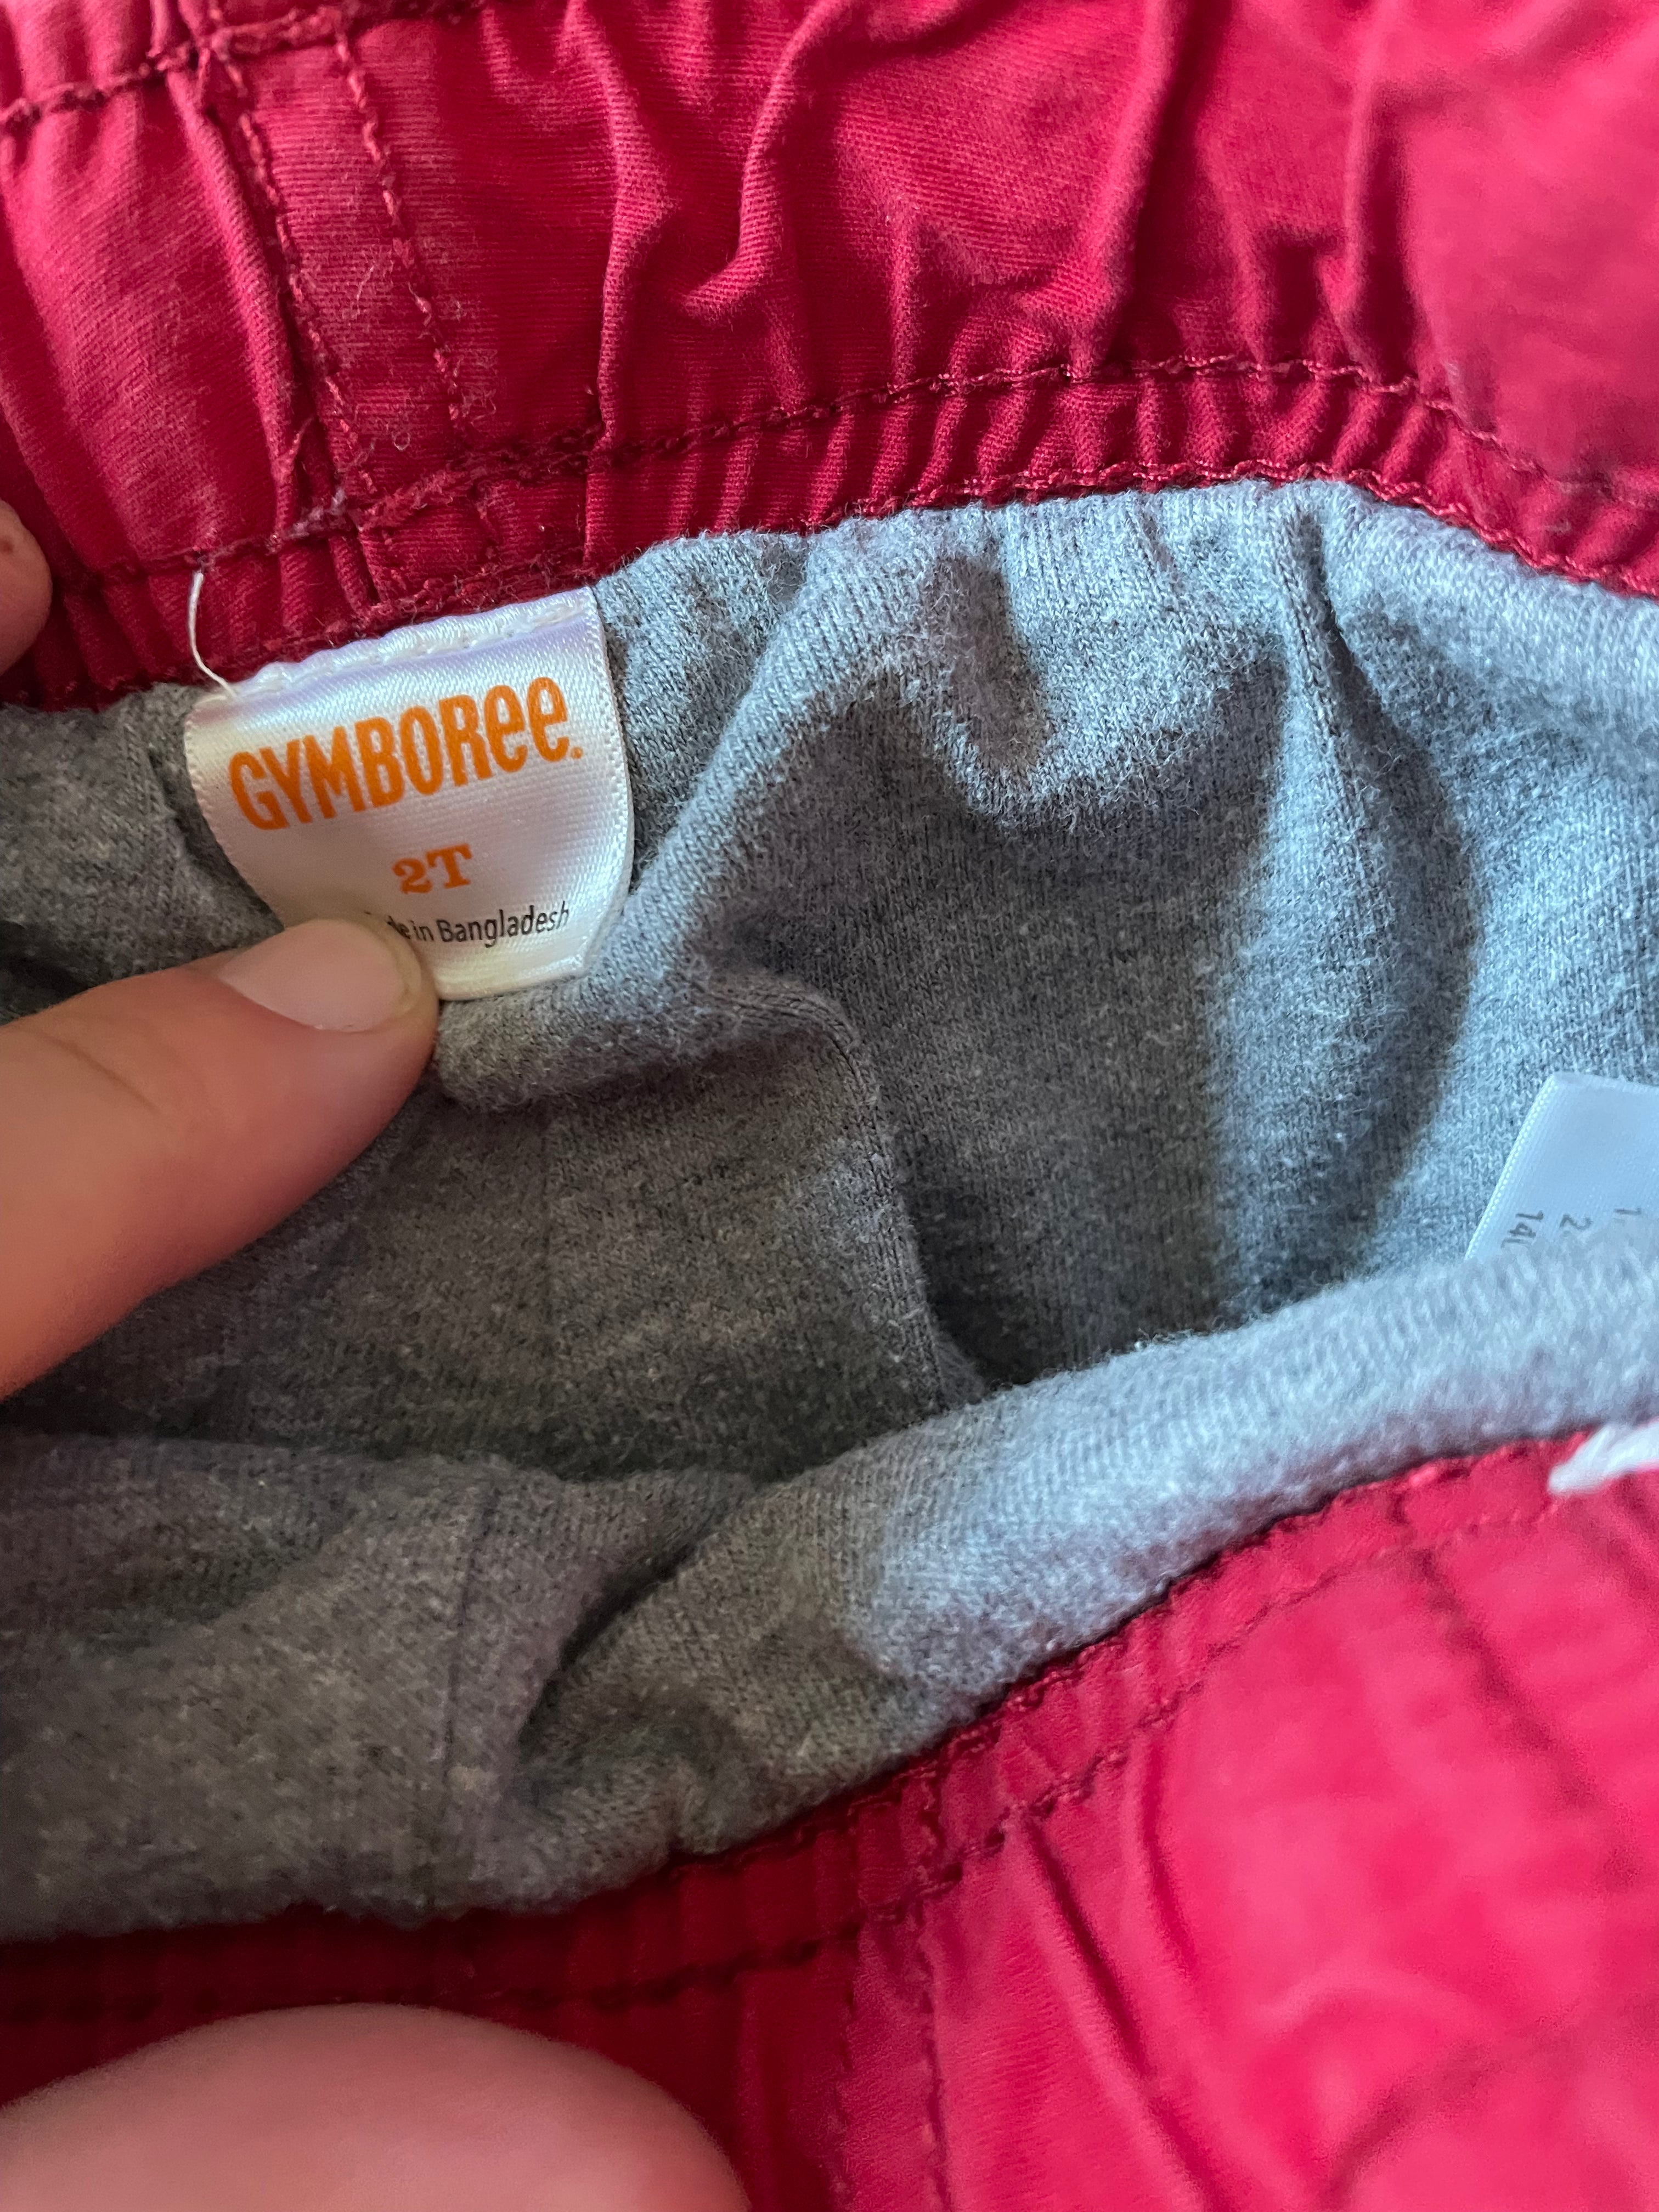 GYMBOREE.
2T
de in Bangladesh